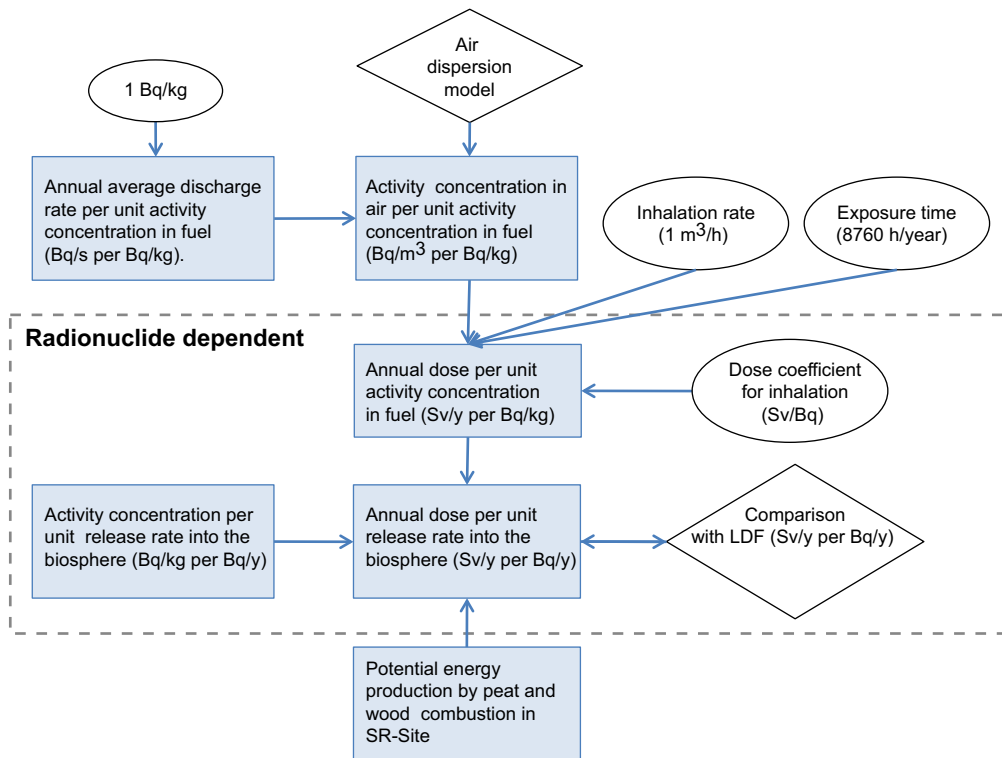 Air
dispersion
model
1 Bq/kg
Annual average discharge
rate per unit activity
concentration in fuel
(Bq/s per Bq/kg).
Activity concentration in
air per unit activity
concentration in fuel
(Bq/m³ per Bq/kg)
Inhalation rate
(1 m³/h)
Exposure time
(8760 h/year)
Radionuclide dependent
Annual dose per unit
activity concentration
in fuel (Sv/y per Bq/kg)
Dose coefficient
for inhalation
(Sv/Bq)
Activity concentration per
unit release rate into the
biosphere (Bq/kg per Bq/y)
Annual dose per unit
release rate into the
biosphere (Sv/y per Bq/y)
Comparison
with LDF (Sv/y per Bq/y)
Potential energy
production by peat and
wood combustion in
SR-Site